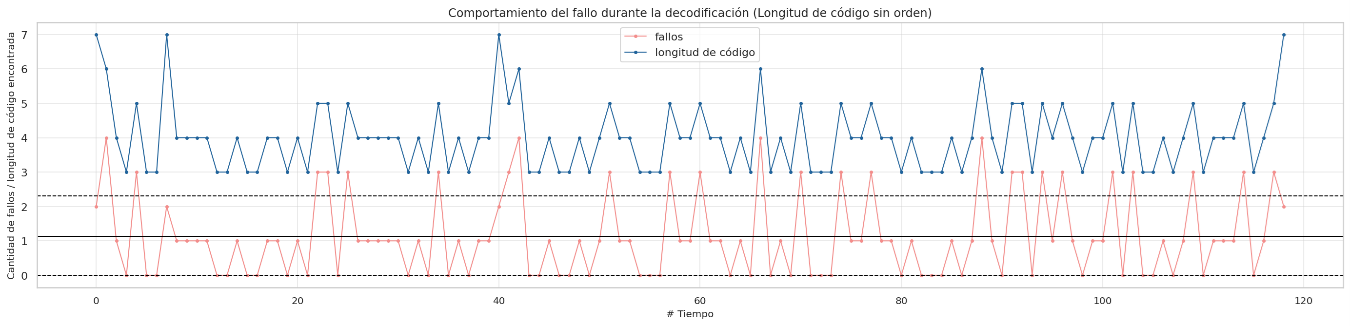 Comportamiento del fallo durante la decodificación (Longitud de código sin orden)
fallos
longitud de código
Cantidad de fallos / longitud de código encontrada
7
6
5
4
3
2
1
0
0 20 40 60 80 100 120
# Tiempo